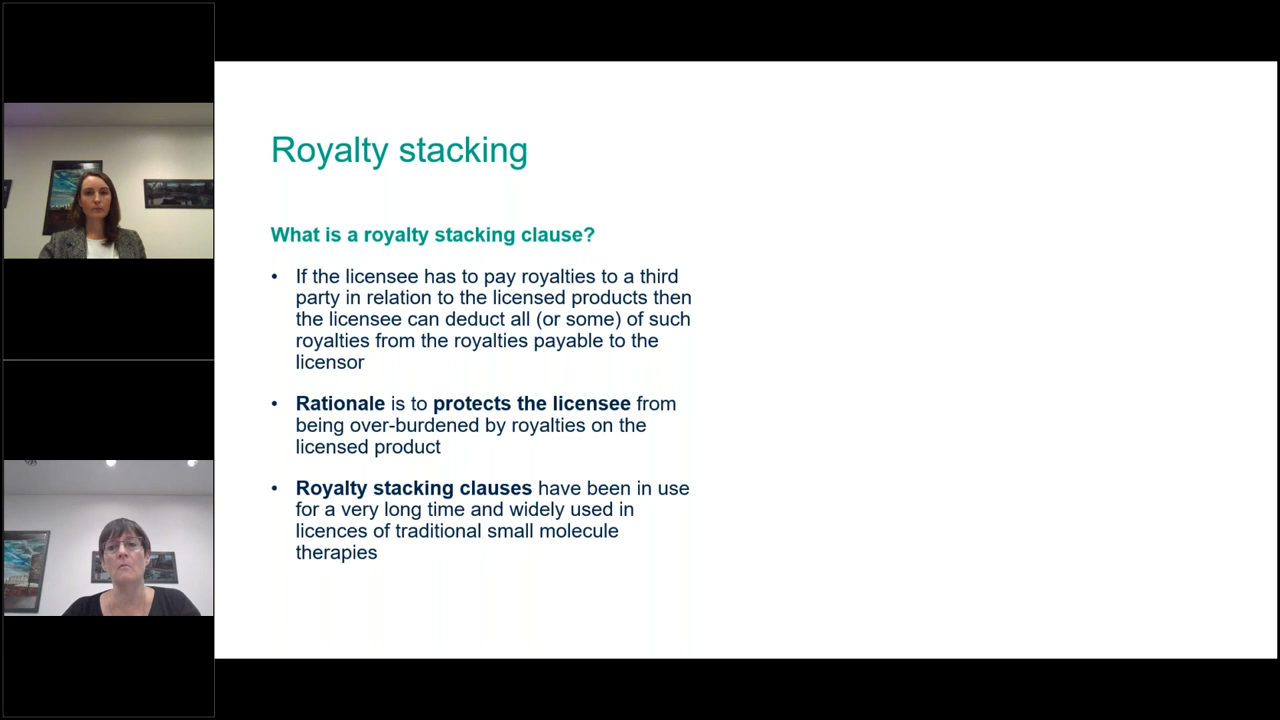 Royalty stacking
What is a royalty stacking clause?
• If the licensee has to pay royalties to a third
party in relation to the licensed products then
the licensee can deduct all (or some) of such
royalties from the royalties payable to the
licensor
• Rationale is to protects the licensee from
being over-burdened by royalties on the
licensed product
• Royalty stacking clauses have been in use
for a very long time and widely used in
licences of traditional small molecule
therapies